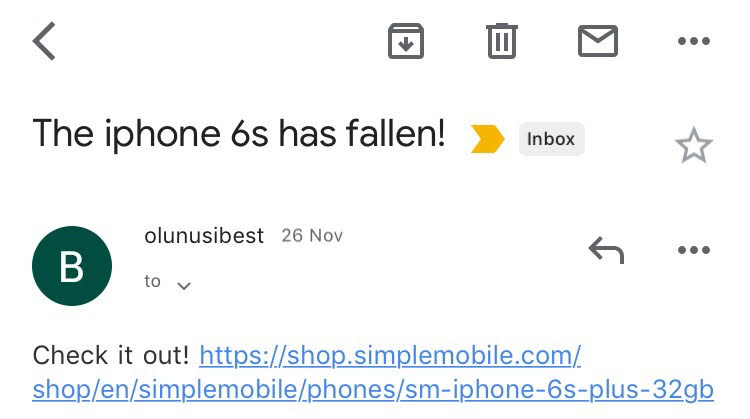 The iphone 6s has fallen! Inbox
B
olunusibest 26 Nov
to
Check it out! https://shop.simplemobile.com/
shop/en/simplemobile/phones/sm-iphone-6s-plus-32gb